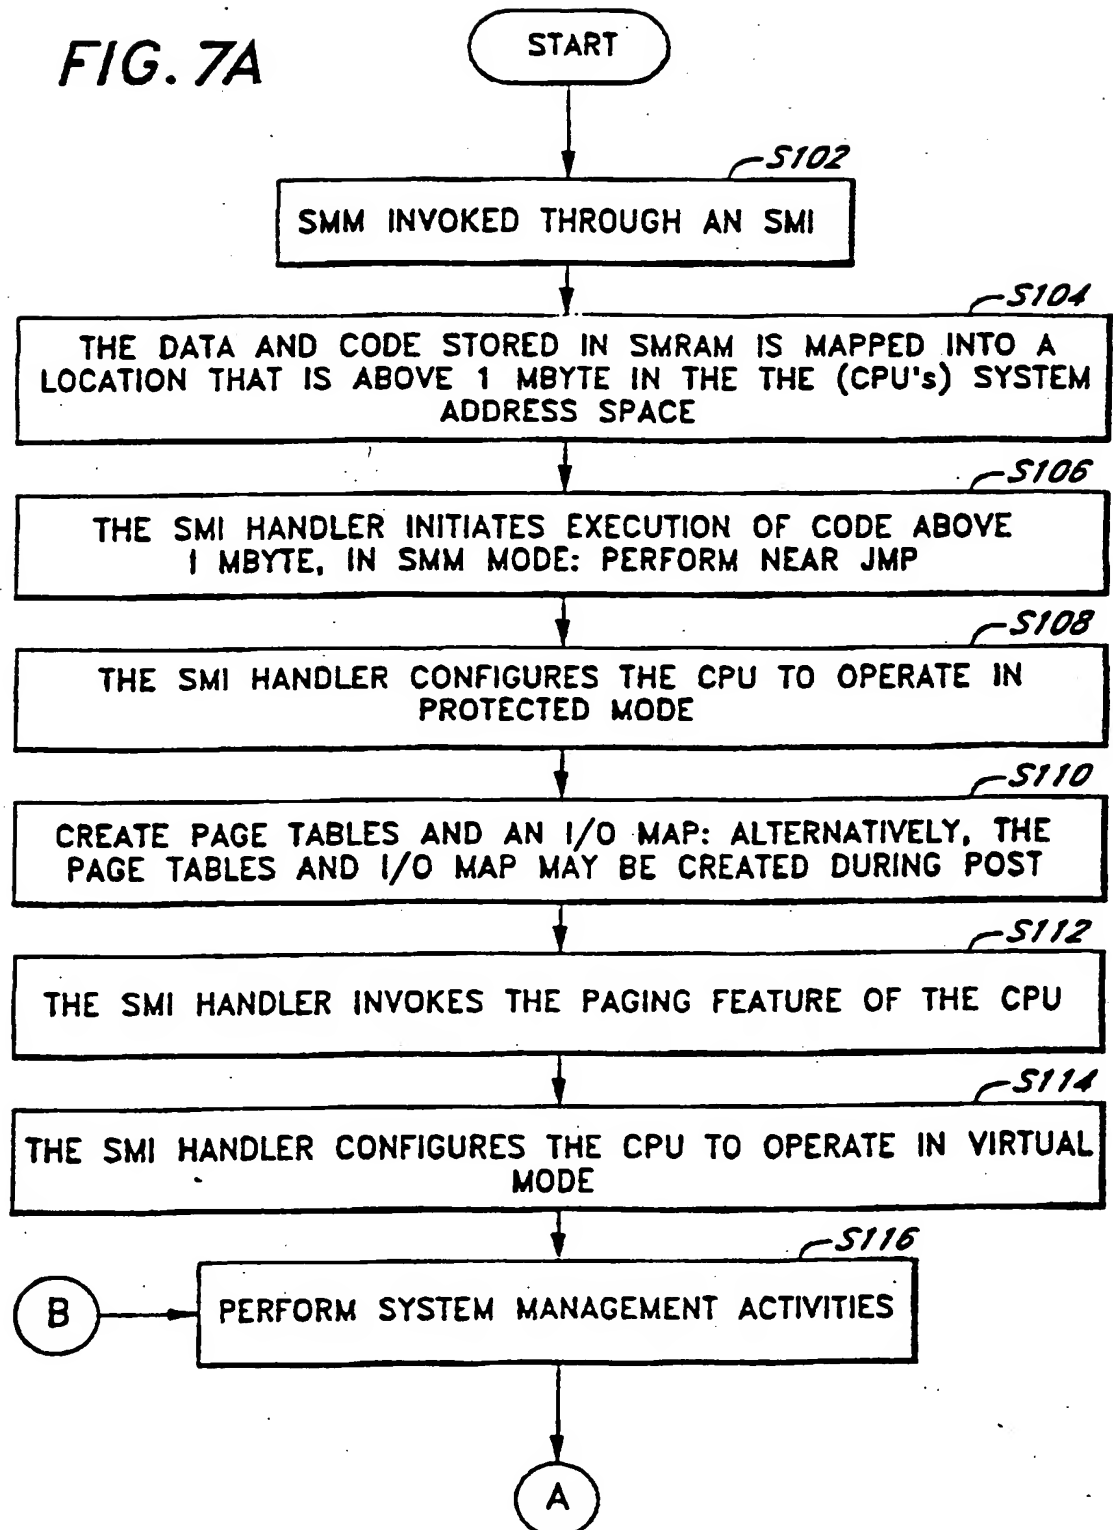 FIG. 7A
START
S102
SMM INVOKED THROUGH AN SMI
S104
THE DATA AND CODE STORED IN SMRAM IS MAPPED INTO A
LOCATION THAT IS ABOVE 1 MBYTE IN THE THE (CPU's) SYSTEM
ADDRESS SPACE
S106
THE SMI HANDLER INITIATES EXECUTION OF CODE ABOVE
1 MBYTE, IN SMM MODE: PERFORM NEAR JMP
S108
THE SMI HANDLER CONFIGURES THE CPU TO OPERATE IN
PROTECTED MODE
S110
CREATE PAGE TABLES AND AN I/O MAP: ALTERNATIVELY, THE
PAGE TABLES AND I/O MAP MAY BE CREATED DURING POST
S112
THE SMI HANDLER INVOKES THE PAGING FEATURE OF THE CPU
S114
THE SMI HANDLER CONFIGURES THE CPU TO OPERATE IN VIRTUAL
MODE
S116
B
PERFORM SYSTEM MANAGEMENT ACTIVITIES
A